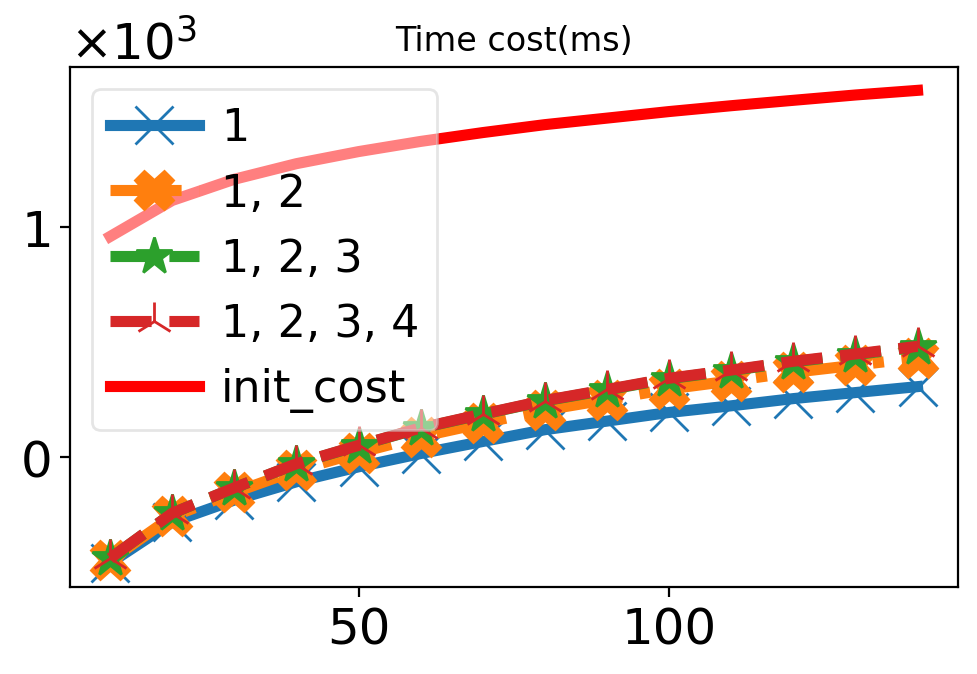 ×10³
Time cost(ms)
1
1, 2
1, 2, 3
1, 2, 3, 4
init_cost
1
0
50
100